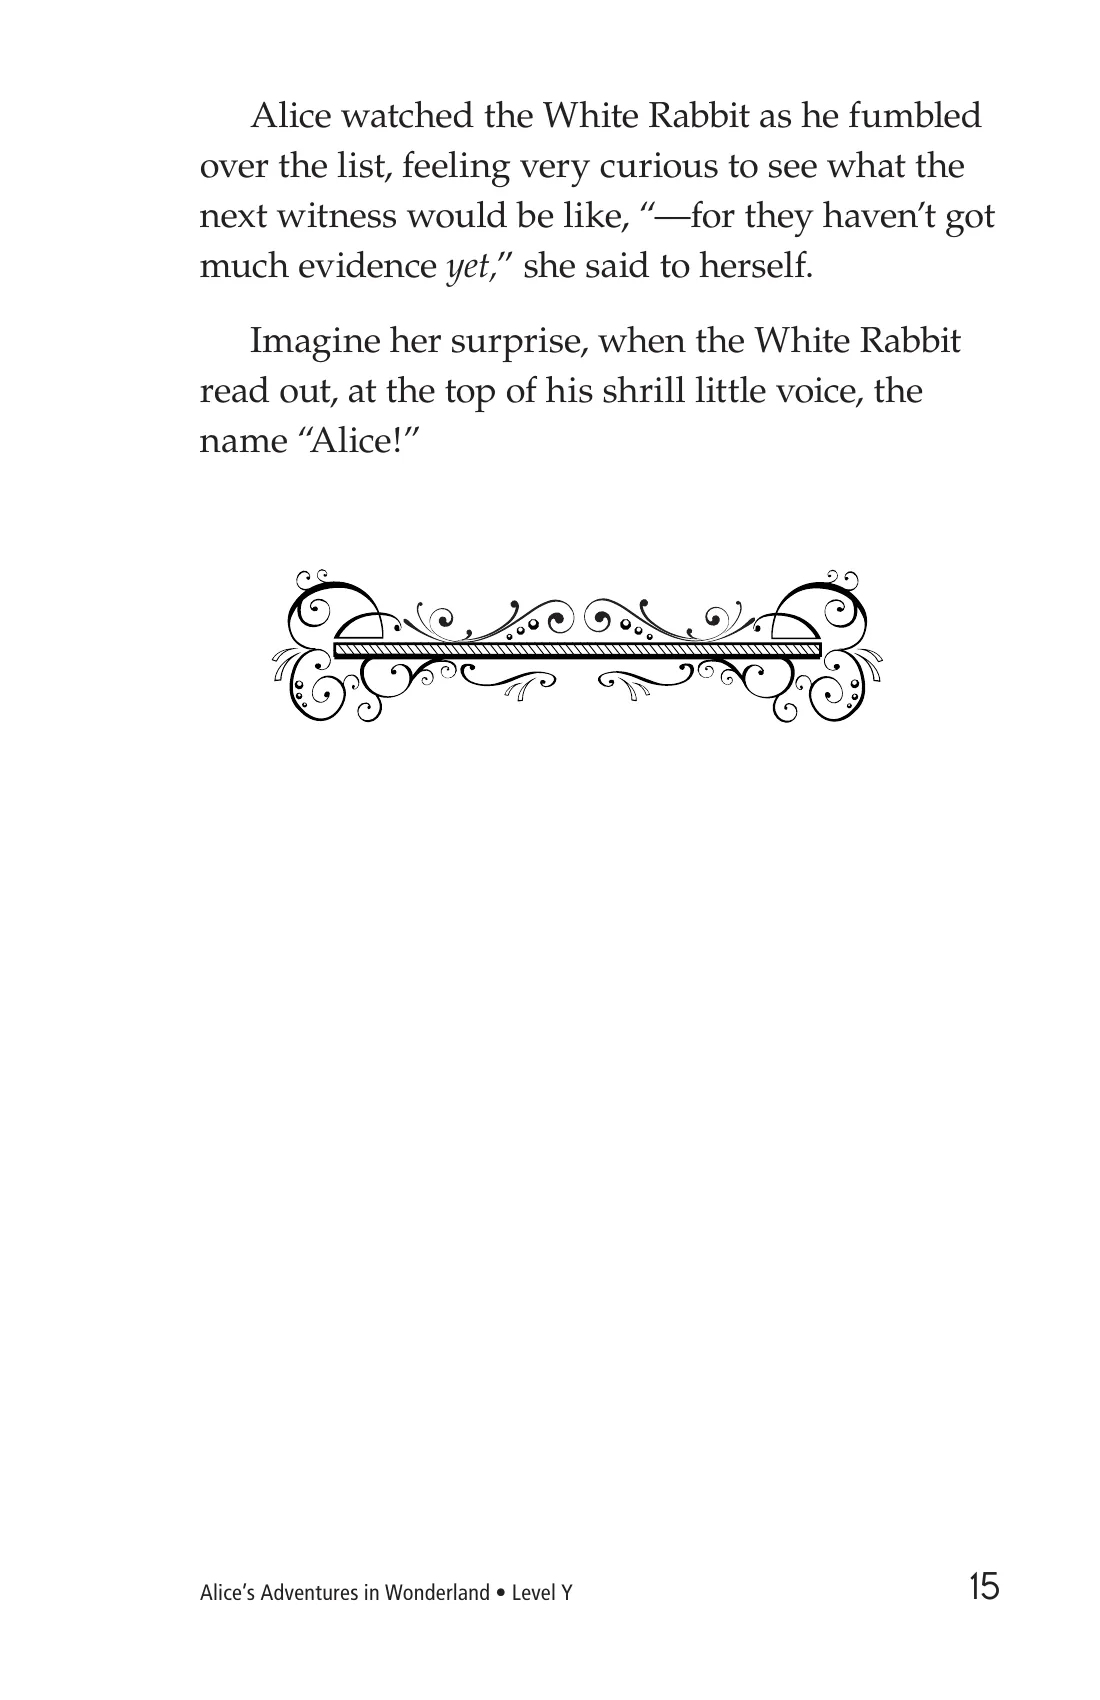 Alice watched the White Rabbit as he fumbled
over the list, feeling very curious to see what the
next witness would be like, “—for they haven’t got
much evidence yet,” she said to herself.
Imagine her surprise, when the White Rabbit
read out, at the top of his shrill little voice, the
name “Alice!”
Alice’s Adventures in Wonderland • Level Y
15